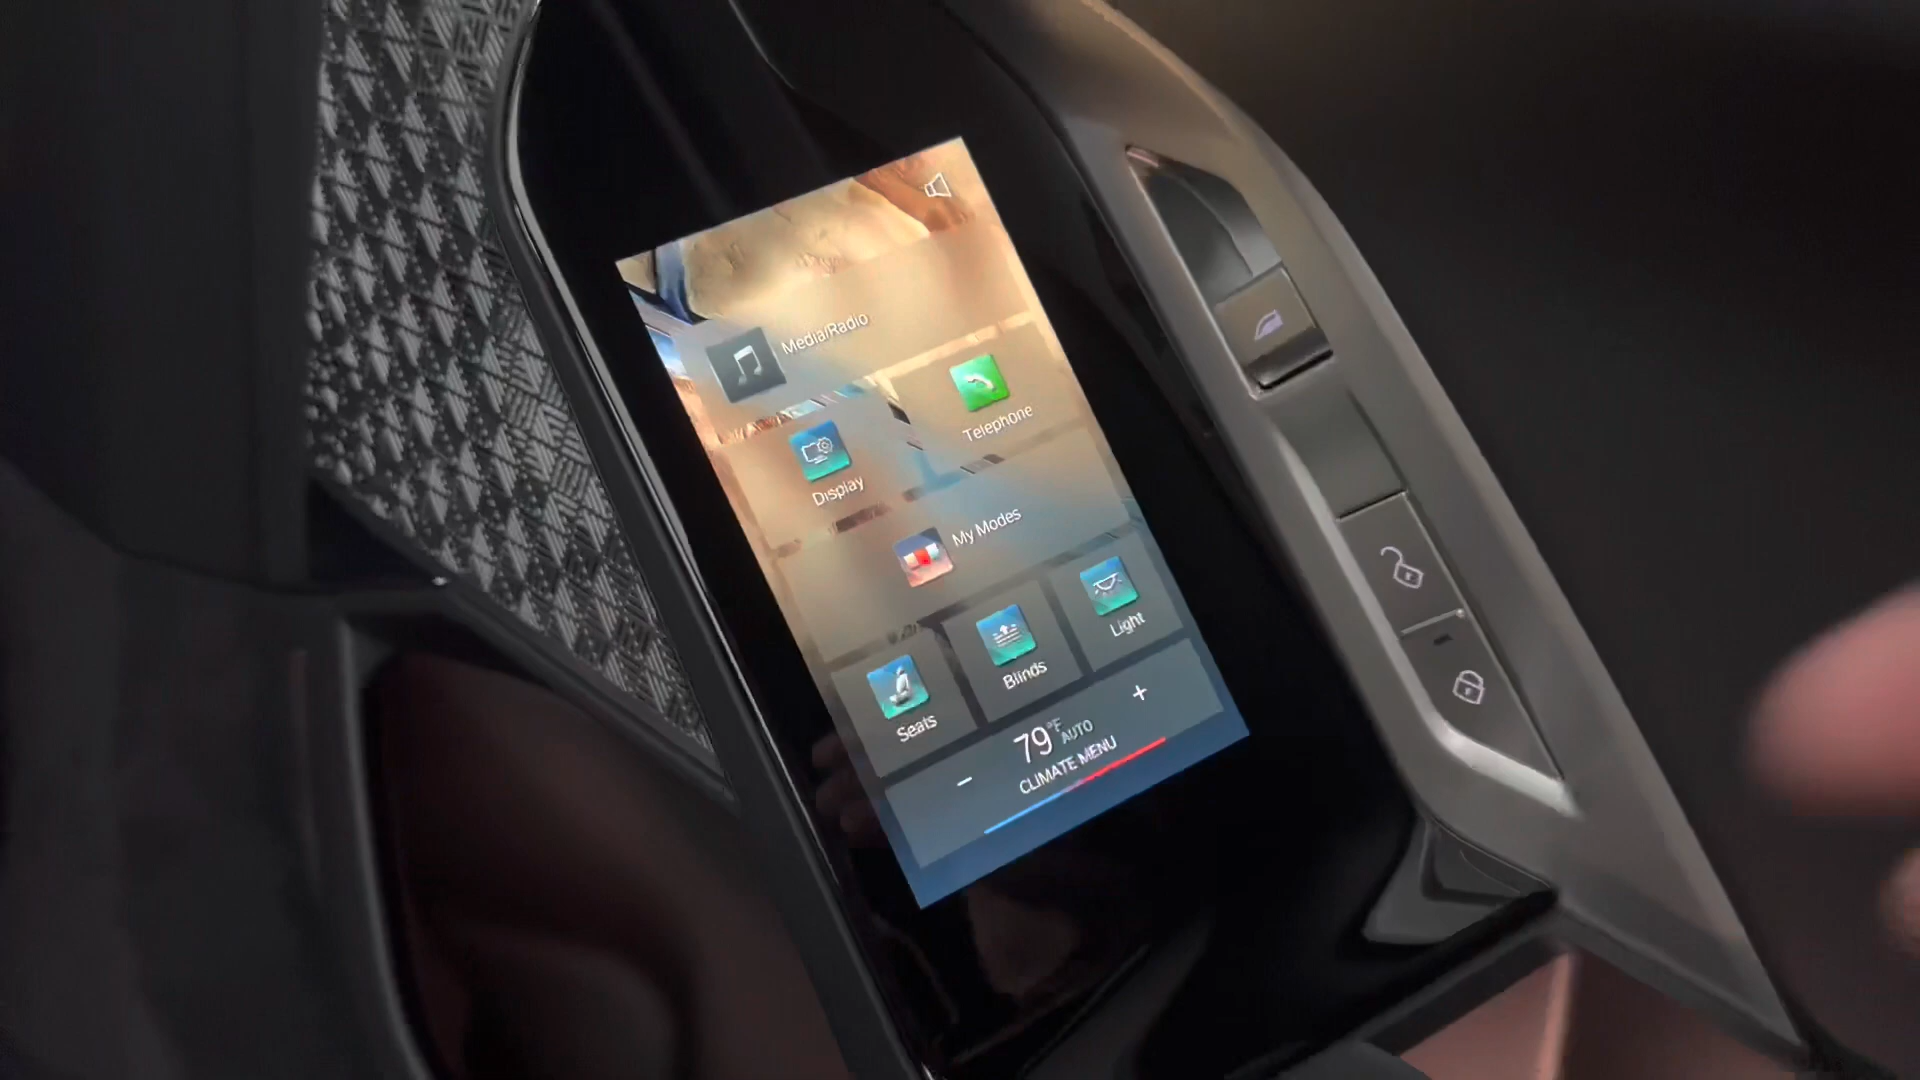 Media/Radio
Telephone
Display
My Modes
Light
Blinds
Seats
- 79 °F AUTO +
CLIMATE MENU